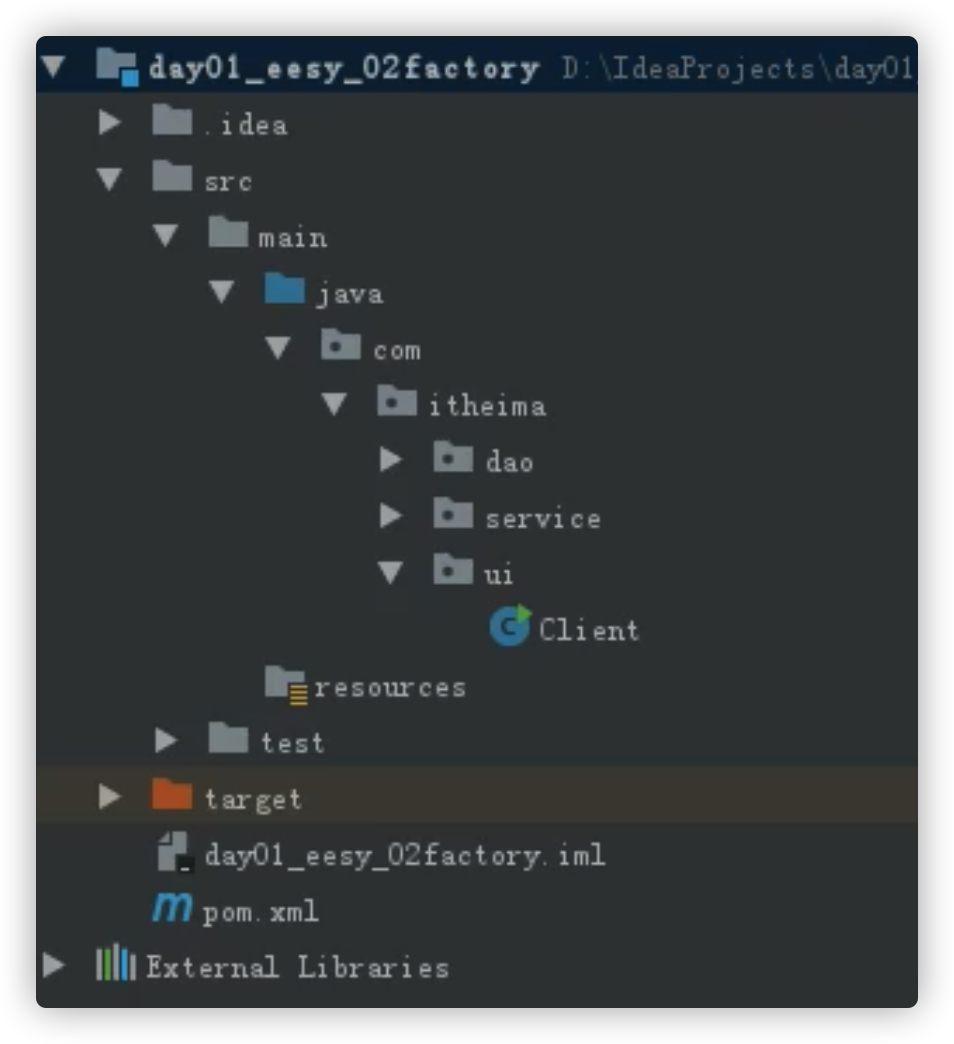 day01_eesy_02factory D:\IdeaProjects\day01
.idea
src
main
java
com
itheima
dao
service
ui
Client
resources
test
target
day01_eesy_02factory.iml
pom.xml
External Libraries